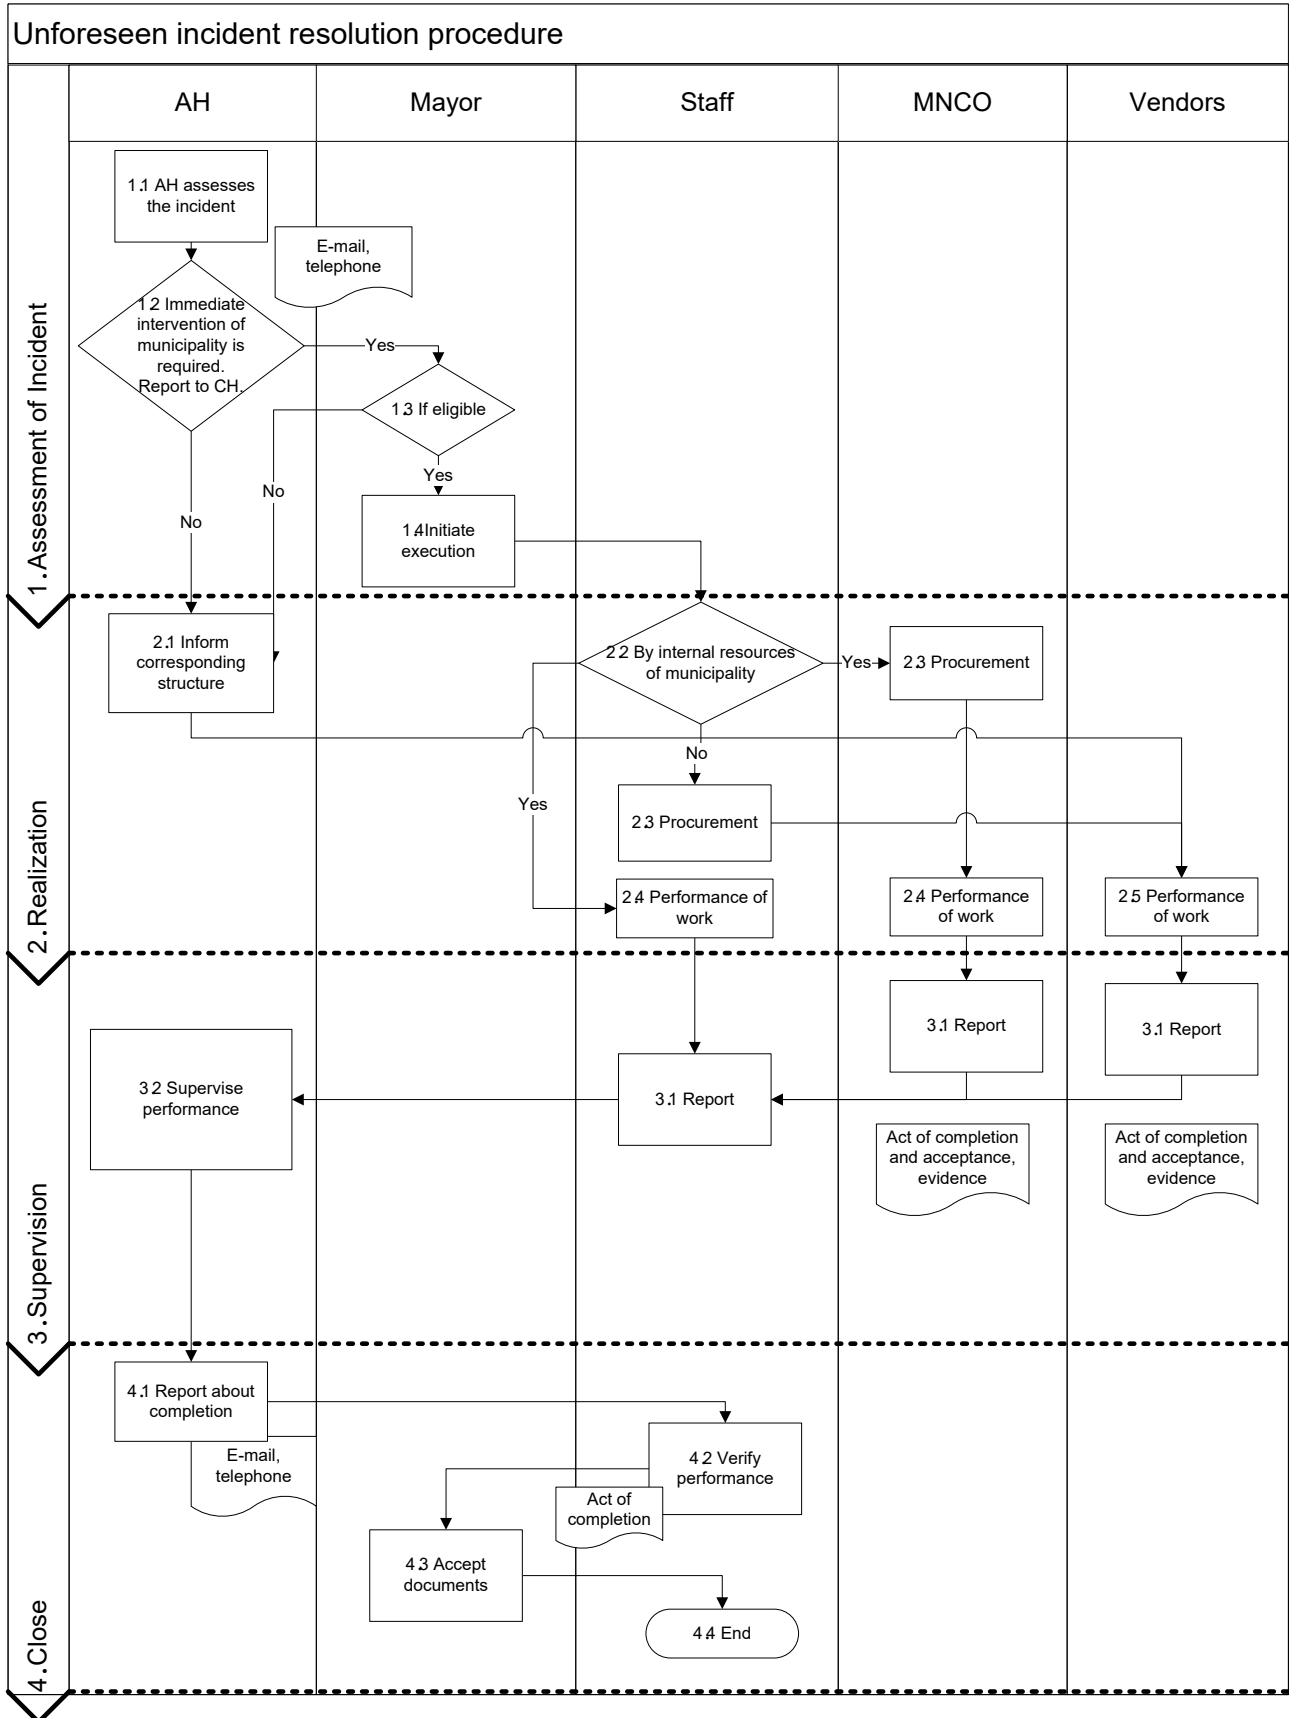 Unforeseen incident resolution procedure
AH
Mayor
Staff
MNCO
Vendors
1.Assessment of Incident
1.1 AH assesses
the incident
E-mail,
telephone
1.2 Immediate
intervention of
municipality is
required.
Report to CH.
Yes
1.3 If eligible
Yes
No
No
1.4Initiate
execution
2.Realization
2.1 Inform
corresponding
structure
2.2 By internal resources
of municipality
Yes
2.3 Procurement
No
Yes
2.3 Procurement
2.4 Performance of
work
2.4 Performance
of work
2.5 Performance
of work
3.Supervision
3.1 Report
3.1 Report
3.2 Supervise
performance
3.1 Report
Act of completion
and acceptance,
evidence
Act of completion
and acceptance,
evidence
4.Close
4.1 Report about
completion
E-mail,
telephone
4.2 Verify
performance
Act of
completion
4.3 Accept
documents
4.4 End